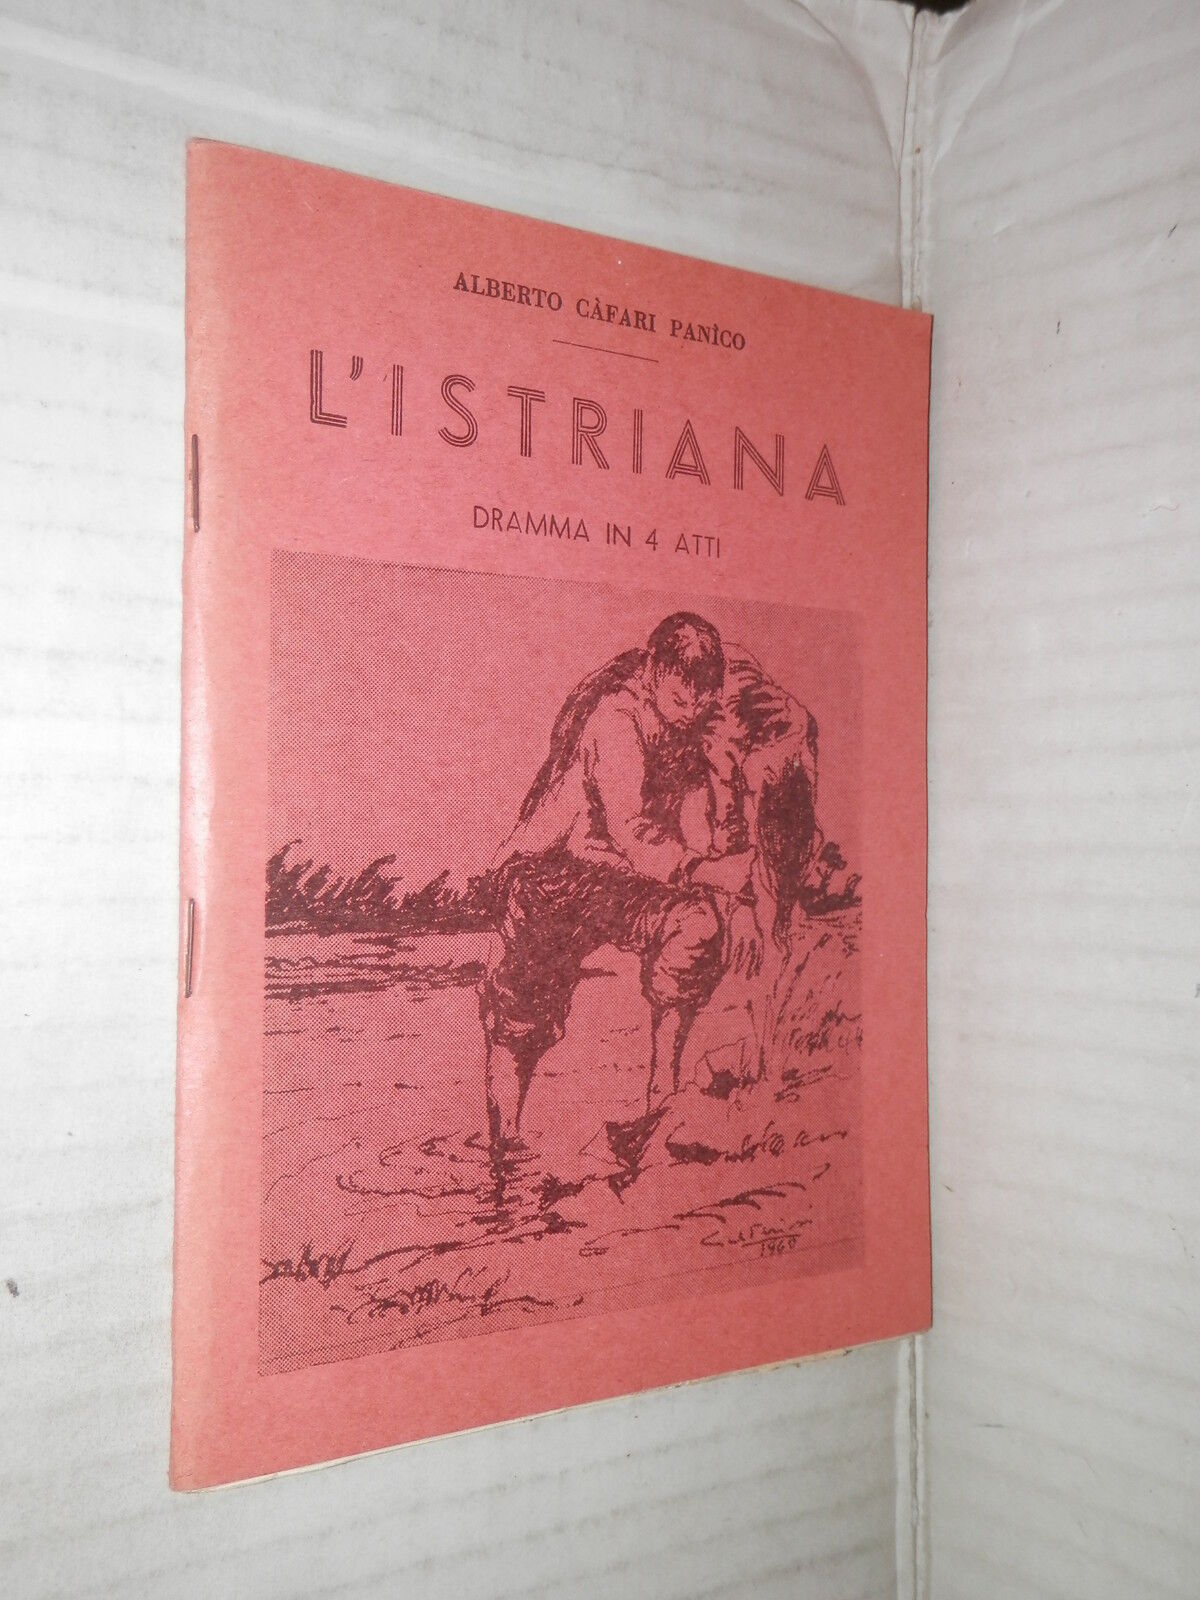 ALBERTO CÀFARI PANÌCO
L'ISTRIANA
DRAMMA IN 4 ATTI
1960